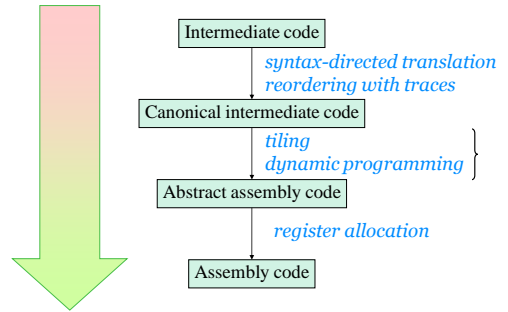 Intermediate code
syntax-directed translation
reordering with traces
Canonical intermediate code
tiling
dynamic programming
Abstract assembly code
register allocation
Assembly code